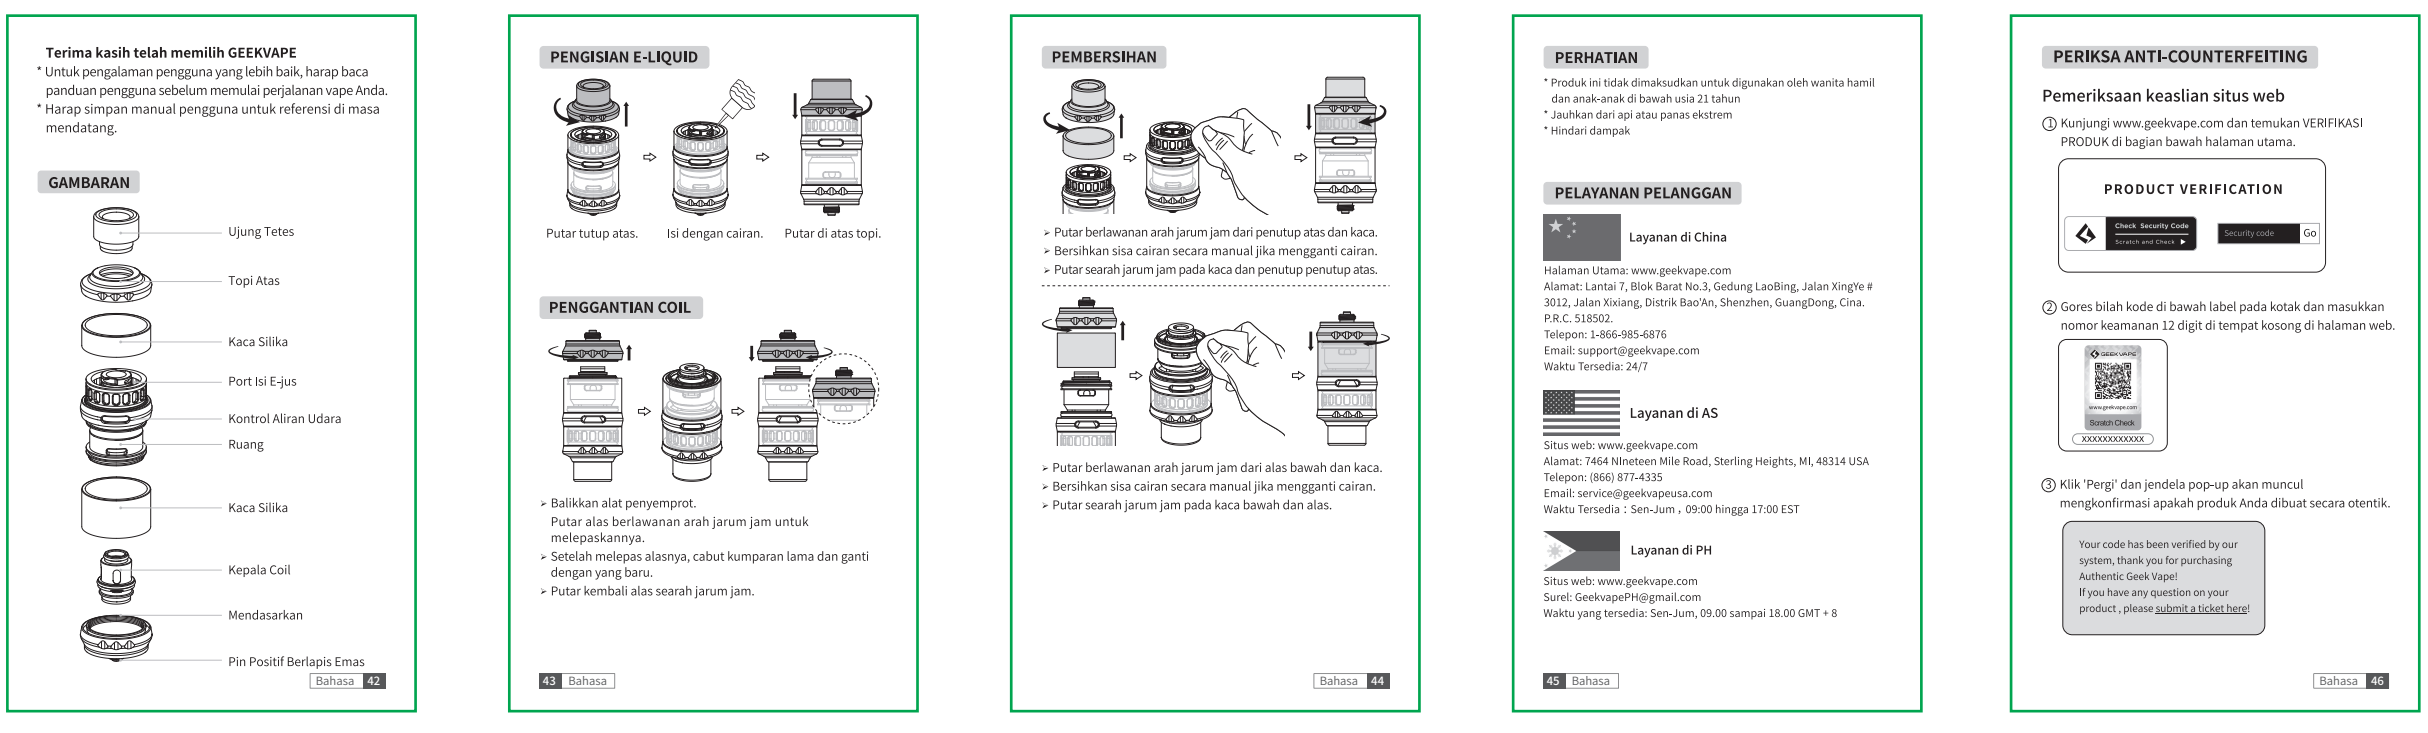 Terima kasih telah memilih GEEKVAPE
* Untuk pengalaman pengguna yang lebih baik, harap baca
panduan pengguna sebelum memulai perjalanan vape Anda.
* Harap simpan manual pengguna untuk referensi di masa
mendatang.
GAMBARAN
Ujung Tetes
Topi Atas
Kaca Silika
Port Isi E-jus
Kontrol Aliran Udara
Ruang
Kaca Silika
Kepala Coil
Mendasarkan
Pin Positif Berlapis Emas
Bahasa 42
PENGISIAN E-LIQUID
Putar tutup atas.
Isi dengan cairan.
Putar di atas topi.
PENGGANTIAN COIL
➢ Balikkan alat penyemprot.
Putar alas berlawanan arah jarum jam untuk
melepaskannya.
➢ Setelah melepas alasnya, cabut kumparan lama dan ganti
dengan yang baru.
➢ Putar kembali alas searah jarum jam.
43 Bahasa
PEMBERSIHAN
➢ Putar berlawanan arah jarum jam dari penutup atas dan kaca.
➢ Bersihkan sisa cairan secara manual jika mengganti cairan.
➢ Putar searah jarum jam pada kaca dan penutup penutup atas.
➢ Putar berlawanan arah jarum jam dari alas bawah dan kaca.
➢ Bersihkan sisa cairan secara manual jika mengganti cairan.
➢ Putar searah jarum jam pada kaca bawah dan alas.
Bahasa 44
PERHATIAN
* Produk ini tidak dimaksudkan untuk digunakan oleh wanita hamil
dan anak-anak di bawah usia 21 tahun
* Jauhkan dari api atau panas ekstrem
* Hindari dampak
PELAYANAN PELANGGAN
Layanan di China
Halaman Utama: www.geekvape.com
Alamat: Lantai 7, Blok Barat No.3, Gedung LaoBing, Jalan XingYe #
3012, Jalan Xixiang, Distrik Bao'An, Shenzhen, GuangDong, Cina.
P.R.C. 518502.
Telepon: 1-866-985-6876
Email: support@geekvape.com
Waktu Tersedia: 24/7
Layanan di AS
Situs web: www.geekvape.com
Alamat: 7464 NIneteen Mile Road, Sterling Heights, MI, 48314 USA
Telepon: (866) 877-4335
Email: service@geekvapeusa.com
Waktu Tersedia：Sen-Jum，09:00 hingga 17:00 EST
Layanan di PH
Situs web: www.geekvape.com
Surel: GeekvapePH@gmail.com
Waktu yang tersedia: Sen-Jum, 09.00 sampai 18.00 GMT + 8
45 Bahasa
PERIKSA ANTI-COUNTERFEITING
Pemeriksaan keaslian situs web
① Kunjungi www.geekvape.com dan temukan VERIFIKASI
PRODUK di bagian bawah halaman utama.
PRODUCT VERIFICATION
Check Security Code
Scratch and Check ▶
Security code Go
② Gores bilah kode di bawah label pada kotak dan masukkan
nomor keamanan 12 digit di tempat kosong di halaman web.
GEEKVAPE
www.geekvape.com
Scratch Check
XXXXXXXXXXXX
③ Klik 'Pergi' dan jendela pop-up akan muncul
mengkonfirmasi apakah produk Anda dibuat secara otentik.
Your code has been verified by our
system, thank you for purchasing
Authentic Geek Vape!
If you have any question on your
product , please submit a ticket here!
Bahasa 46